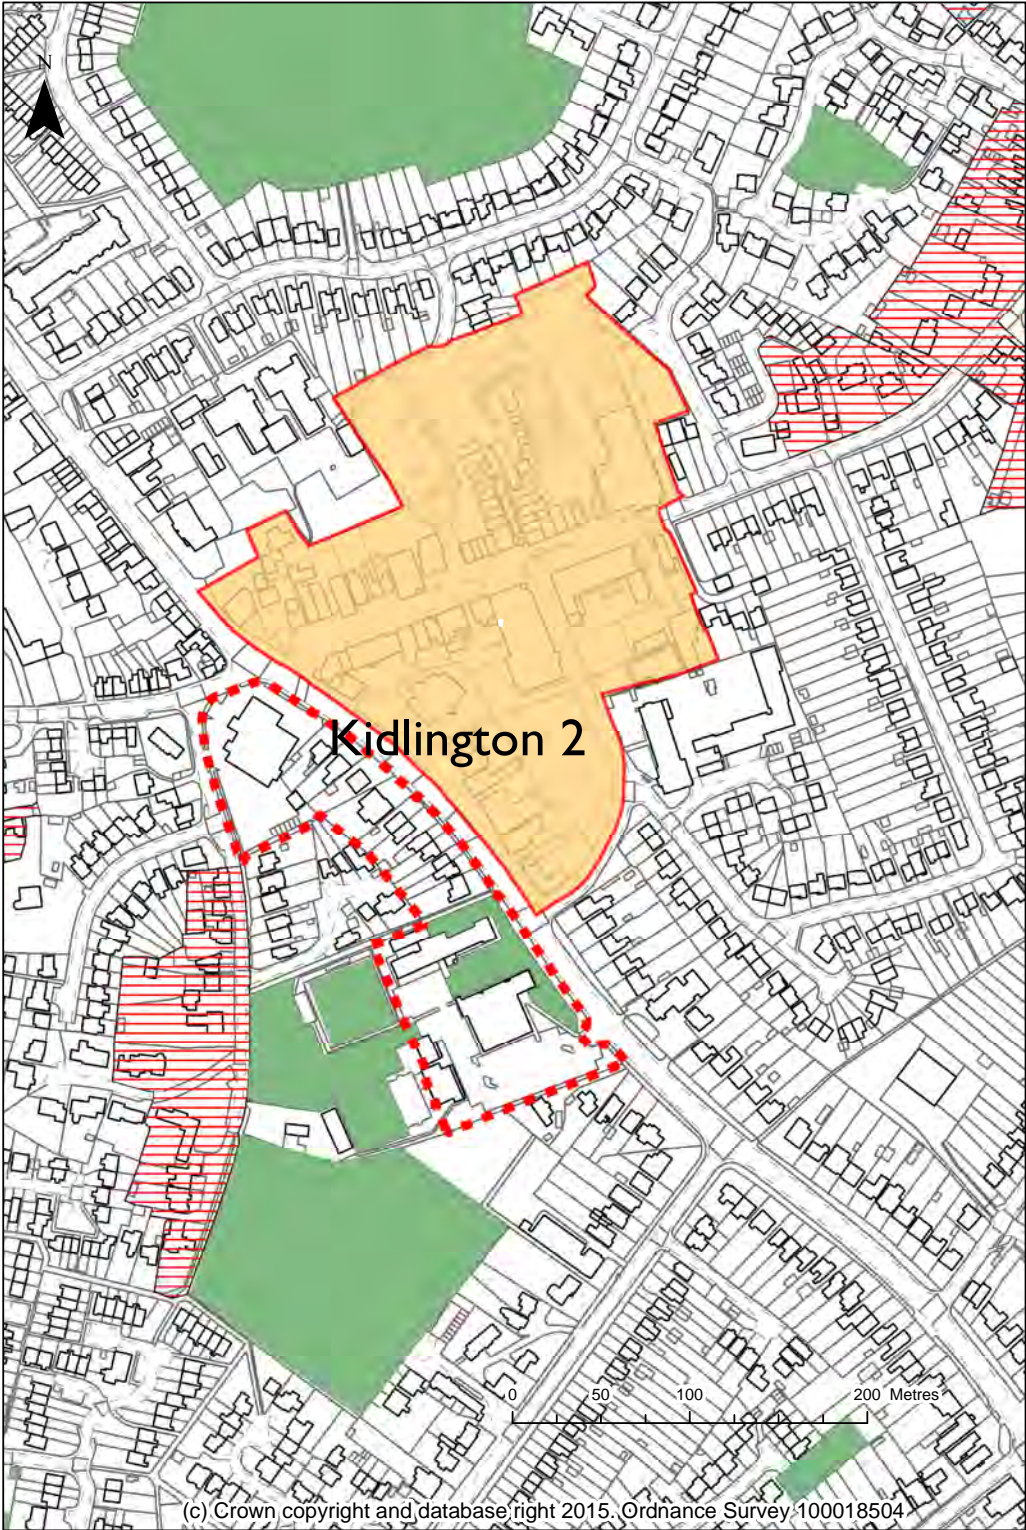 N
Kidlington 2
0 50 100 200 Metres
(c) Crown copyright and database right 2015. Ordnance Survey 100018504